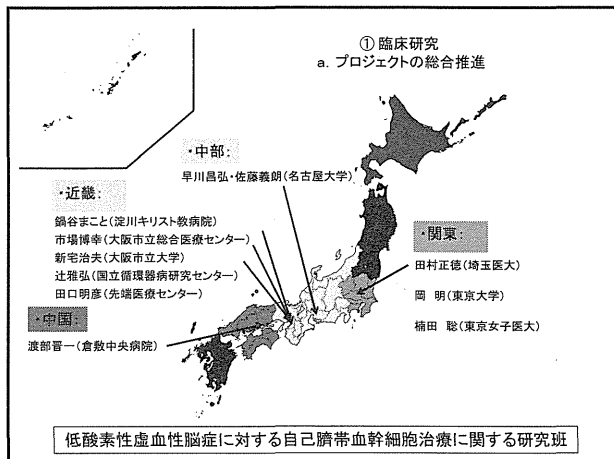 ① 臨床研究
a. プロジェクトの総合推進
・中部:
早川昌弘・佐藤義朗(名古屋大学)
・近畿:
鍋谷まこと(淀川キリスト教病院)
市場博幸(大阪市立総合医療センター)
新宅治夫(大阪市立大学)
辻雅弘(国立循環器病研究センター)
田口明彦(先端医療センター)
・中国:
渡部晋一(倉敷中央病院)
・関東:
田村正徳(埼玉医大)
岡 明(東京大学)
楠田 聡(東京女子医大)
低酸素性虚血性脳症に対する自己臍帯血幹細胞治療に関する研究班